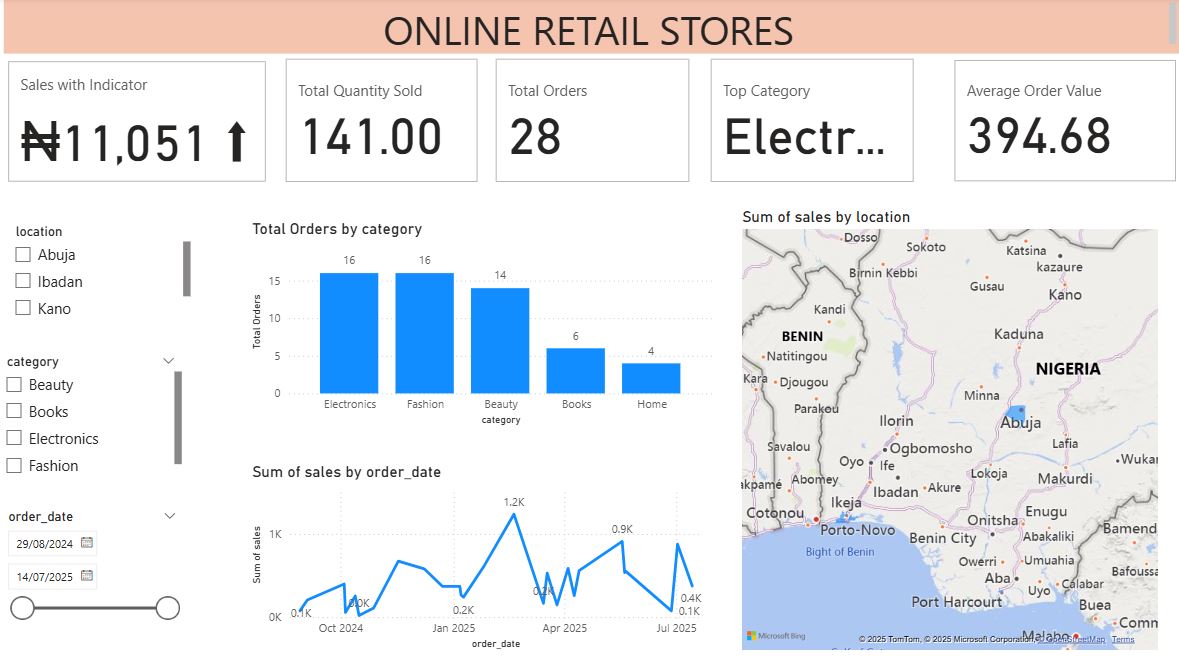 ONLINE RETAIL STORES
Sales with Indicator
₦11,051 ⬆
Total Quantity Sold
141.00
Total Orders
28
Top Category
Electr...
Average Order Value
394.68
location
Abuja
Ibadan
Kano
category
Beauty
Books
Electronics
Fashion
order_date
29/08/2024
14/07/2025
Total Orders by category
Total Orders
15
10
5
0
16
16
14
6
4
Electronics
Fashion
Beauty
Books
Home
category
Sum of sales by order_date
Sum of sales
1K
0K
0.1K
0.0K
0.2K
1.2K
0.2K
0.9K
0.4K
0.1K
Oct 2024
Jan 2025
Apr 2025
Jul 2025
order_date
Sum of sales by location
Dosso
Sokoto
Katsina
kazaure
Birnin Kebbi
Gusau
Kano
Kandi
Kaduna
BENIN
Natitingou
NIGERIA
Kara
Djougou
Minna
Parakou
Abuja
Ilorin
Lafia
Savalou
Ogbomosho
Oyo
Ife
Wukar
Lokoja
akpamé
Abomey
Makurdi
Ibadan
Akure
Ikeja
Cotonou
Enugu
Onitsha
Porto-Novo
Bamend
Benin City
Abakaliki
Bight of Benin
Owerri
Umuahia
Bafoussa
Aba
Calabar
Uyo
Port Harcourt
Buea
Comm
Malabo
Microsoft Bing
© 2025 TomTom, © 2025 Microsoft Corporation, © OpenStreetMap Terms